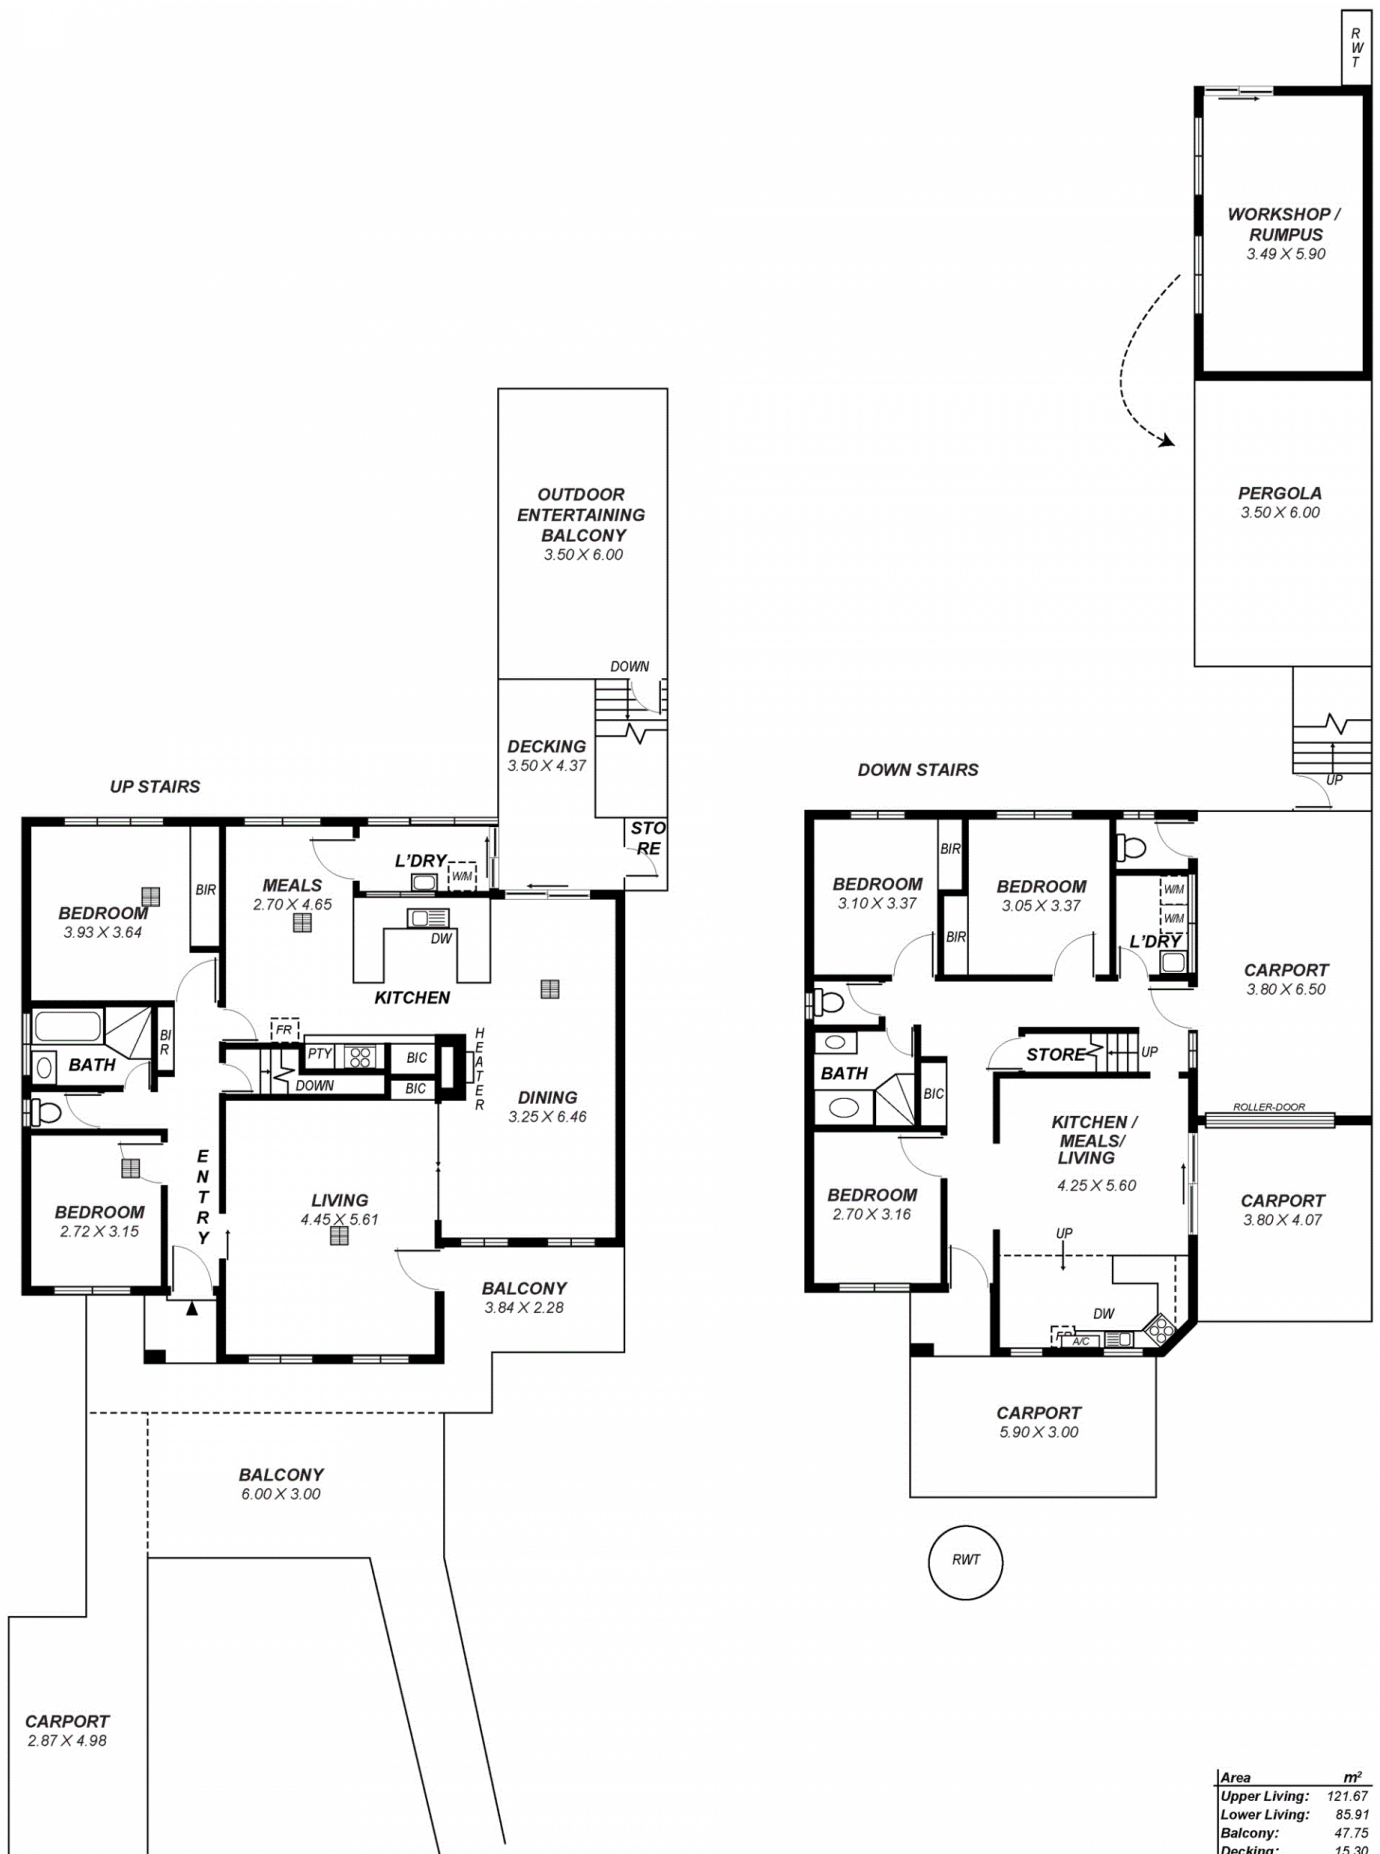 UP STAIRS
OUTDOOR
ENTERTAINING
BALCONY
3.50 X 6.00
DOWN
DECKING
3.50 X 4.37
STO
RE
BEDROOM
3.93 X 3.64
BIR
MEALS
2.70 X 4.65
L'DRY
W/M
DW
KITCHEN
FR
PTY
BIC
BIC
DOWN
H
E
A
T
E
R
DINING
3.25 X 6.46
BATH
BI
R
E
N
T
R
Y
BEDROOM
2.72 X 3.15
LIVING
4.45 X 5.61
BALCONY
3.84 X 2.28
BALCONY
6.00 X 3.00
CARPORT
2.87 X 4.98
DOWN STAIRS
R
W
T
WORKSHOP /
RUMPUS
3.49 X 5.90
PERGOLA
3.50 X 6.00
UP
BEDROOM
3.10 X 3.37
BIR
BIR
BEDROOM
3.05 X 3.37
W/M
W/M
L'DRY
CARPORT
3.80 X 6.50
STORE
UP
BATH
BIC
KITCHEN /
MEALS/
LIVING
4.25 X 5.60
ROLLER-DOOR
BEDROOM
2.70 X 3.16
CARPORT
3.80 X 4.07
UP
DW
A/C
CARPORT
5.90 X 3.00
RWT
Area m²
Upper Living: 121.67
Lower Living: 85.91
Balcony: 47.75
Decking: 15.30